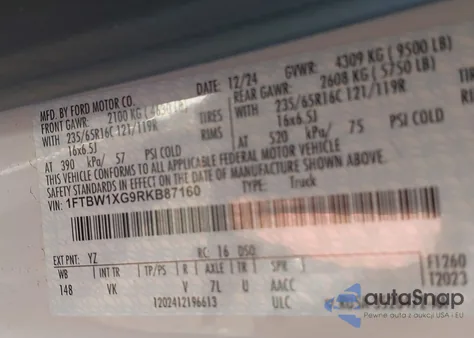 MFD. BY FORD MOTOR CO.
DATE: 12/24 GVWR: 4309 KG (9500 LB)
FRONT GAWR: 2100 KG REAR GAWR: 2608 KG (5750 LB)
WITH 235/65R16C 121/119R TIRES WITH 235/65R16C 121/119R
16x6.5J RIMS 16x6.5J
AT 390 kPa/ 57 PSI COLD AT 520 kPa/ 75 PSI COLD
THIS VEHICLE CONFORMS TO ALL APPLICABLE FEDERAL MOTOR VEHICLE
IN EFFECT ON THE DATE OF MANUFACTURE SHOWN ABOVE.
VIN: 1FTBW1XG9RKB87160 TYPE: Truck
EXT PNT: YZ RC: 16 DSO:
WB INT TR TP/PS R AXLE TR SPR
148 VK V 7L U AACC
1202412196613 ULC
F1260
12023
autoSnap
Pewne auto z aukcji USA i EU